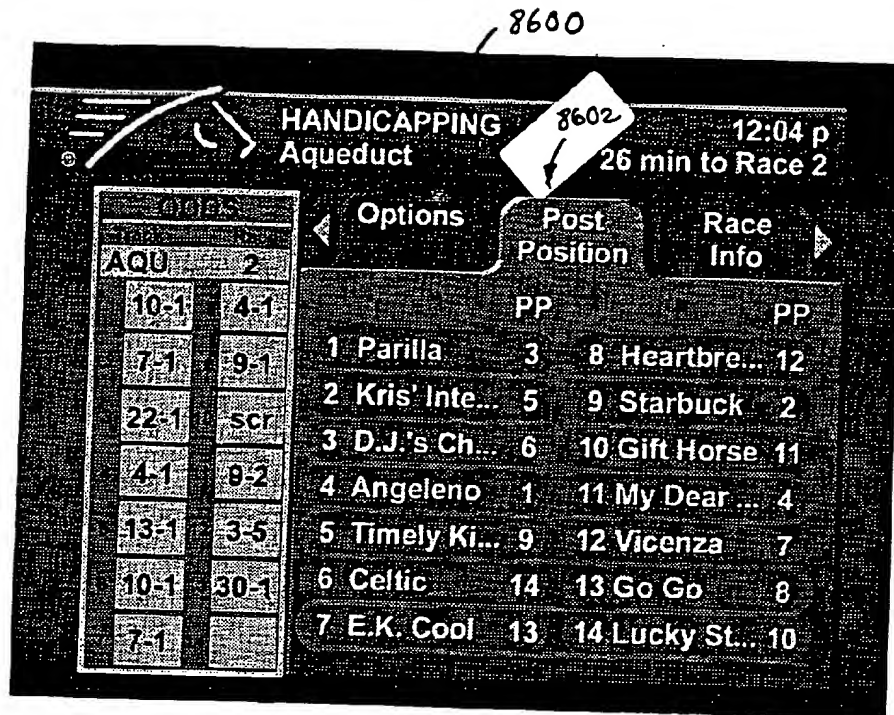 8600
HANDICAPPING
Aqueduct
8602
12:04 p
26 min to Race 2
ODDS
Track Race
AQU 2
10-1 4-1
7-1 9-1
22-1 scr
4-1 9-2
13-1 3-5
10-1 30-1
7-1
Options
Post Position
Race Info
PP PP
1 Parilla 3 8 Heartbre... 12
2 Kris' Inte... 5 9 Starbuck 2
3 D.J.'s Ch... 6 10 Gift Horse 11
4 Angeleno 1 11 My Dear ... 4
5 Timely Ki... 9 12 Vicenza 7
6 Celtic 14 13 Go Go 8
7 E.K. Cool 13 14 Lucky St... 10